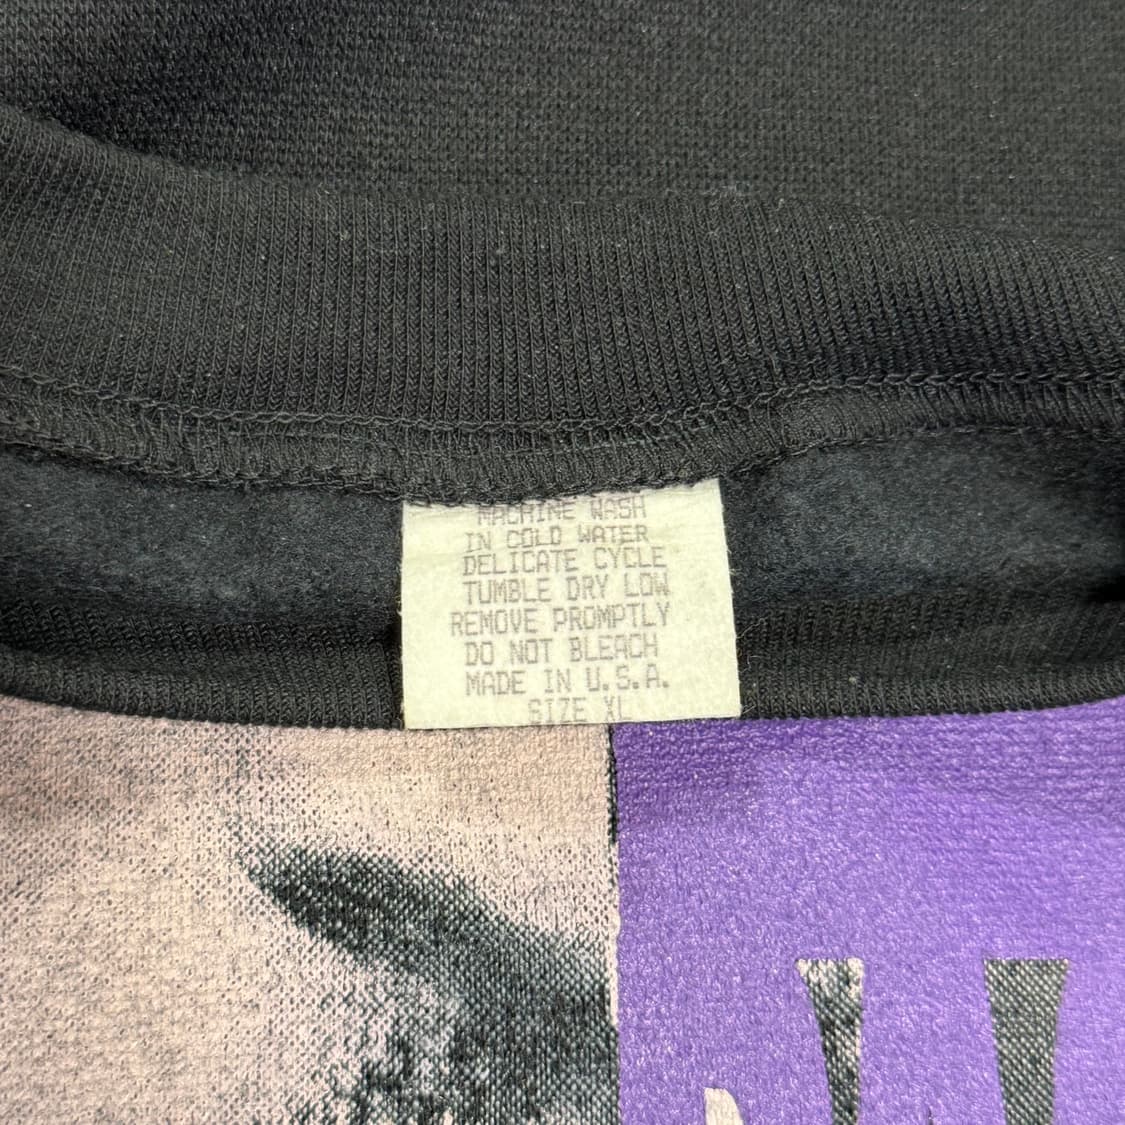 MACHINE WASH
IN COLD WATER
DELICATE CYCLE
TUMBLE DRY LOW
REMOVE PROMPTLY
DO NOT BLEACH
MADE IN U.S.A.
SIZE XL